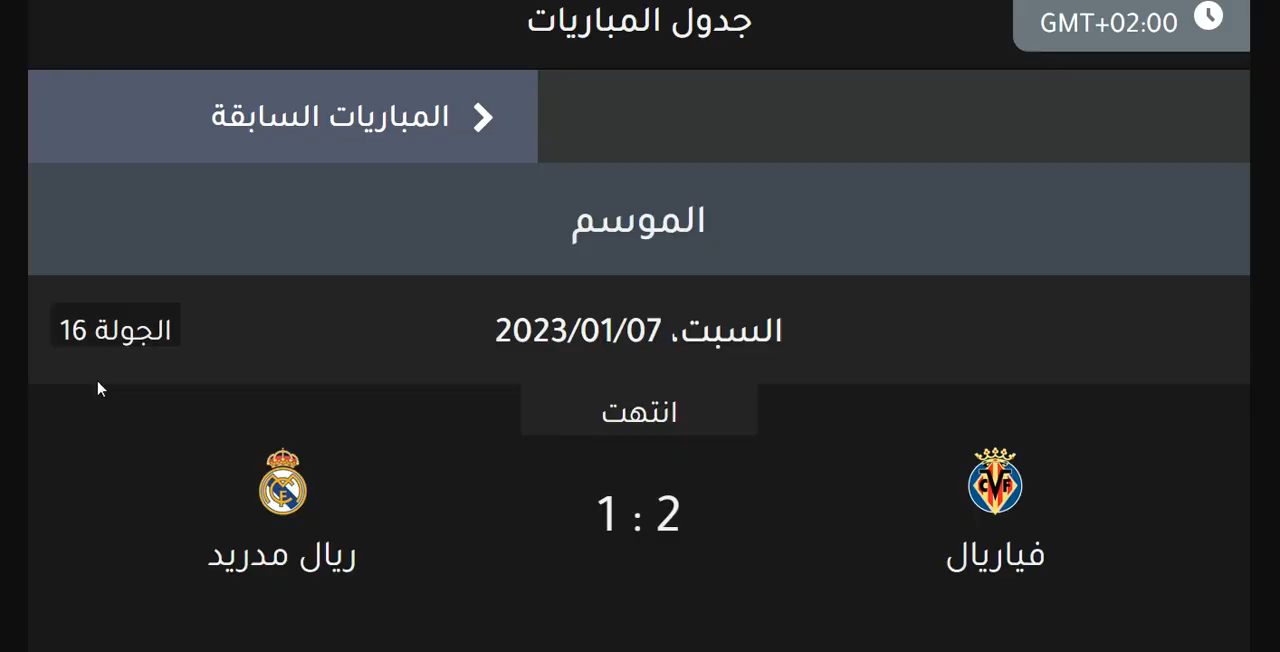 جدول المباريات
GMT+02:00
المباريات السابقة
الموسم
السبت، 2023/01/07
الجولة 16
انتهت
1 : 2
فياريال
ريال مدريد